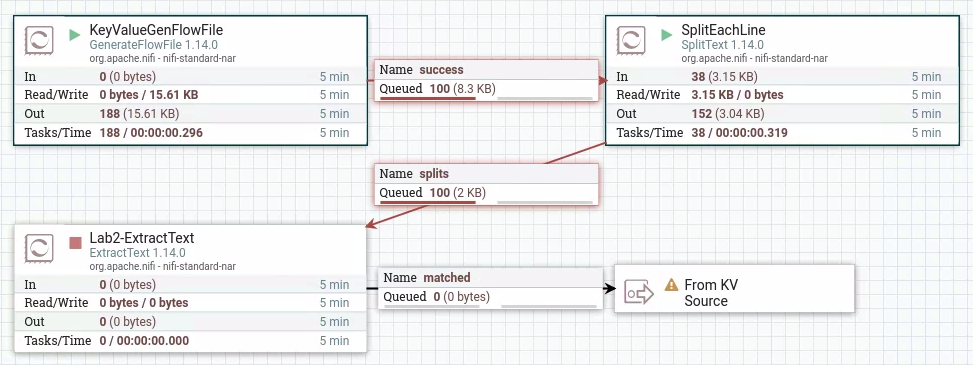 KeyValueGenFlowFile
GenerateFlowFile 1.14.0
org.apache.nifi - nifi-standard-nar
In 0 (0 bytes) 5 min
Read/Write 0 bytes / 15.61 KB 5 min
Out 188 (15.61 KB) 5 min
Tasks/Time 188 / 00:00:00.296 5 min
Name success
Queued 100 (8.3 KB)
SplitEachLine
SplitText 1.14.0
org.apache.nifi - nifi-standard-nar
In 38 (3.15 KB) 5 min
Read/Write 3.15 KB / 0 bytes 5 min
Out 152 (3.04 KB) 5 min
Tasks/Time 38 / 00:00:00.319 5 min
Name splits
Queued 100 (2 KB)
Lab2-ExtractText
ExtractText 1.14.0
org.apache.nifi - nifi-standard-nar
In 0 (0 bytes) 5 min
Read/Write 0 bytes / 0 bytes 5 min
Out 0 (0 bytes) 5 min
Tasks/Time 0 / 00:00:00.000 5 min
Name matched
Queued 0 (0 bytes)
From KV
Source